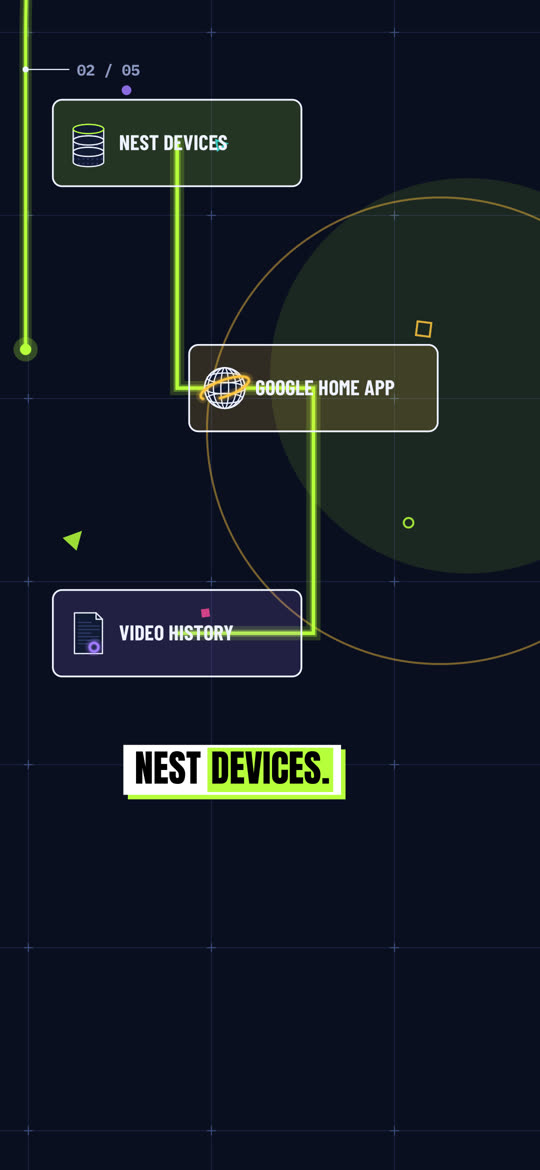 02 / 05
NEST DEVICES
GOOGLE HOME APP
VIDEO HISTORY
NEST DEVICES.